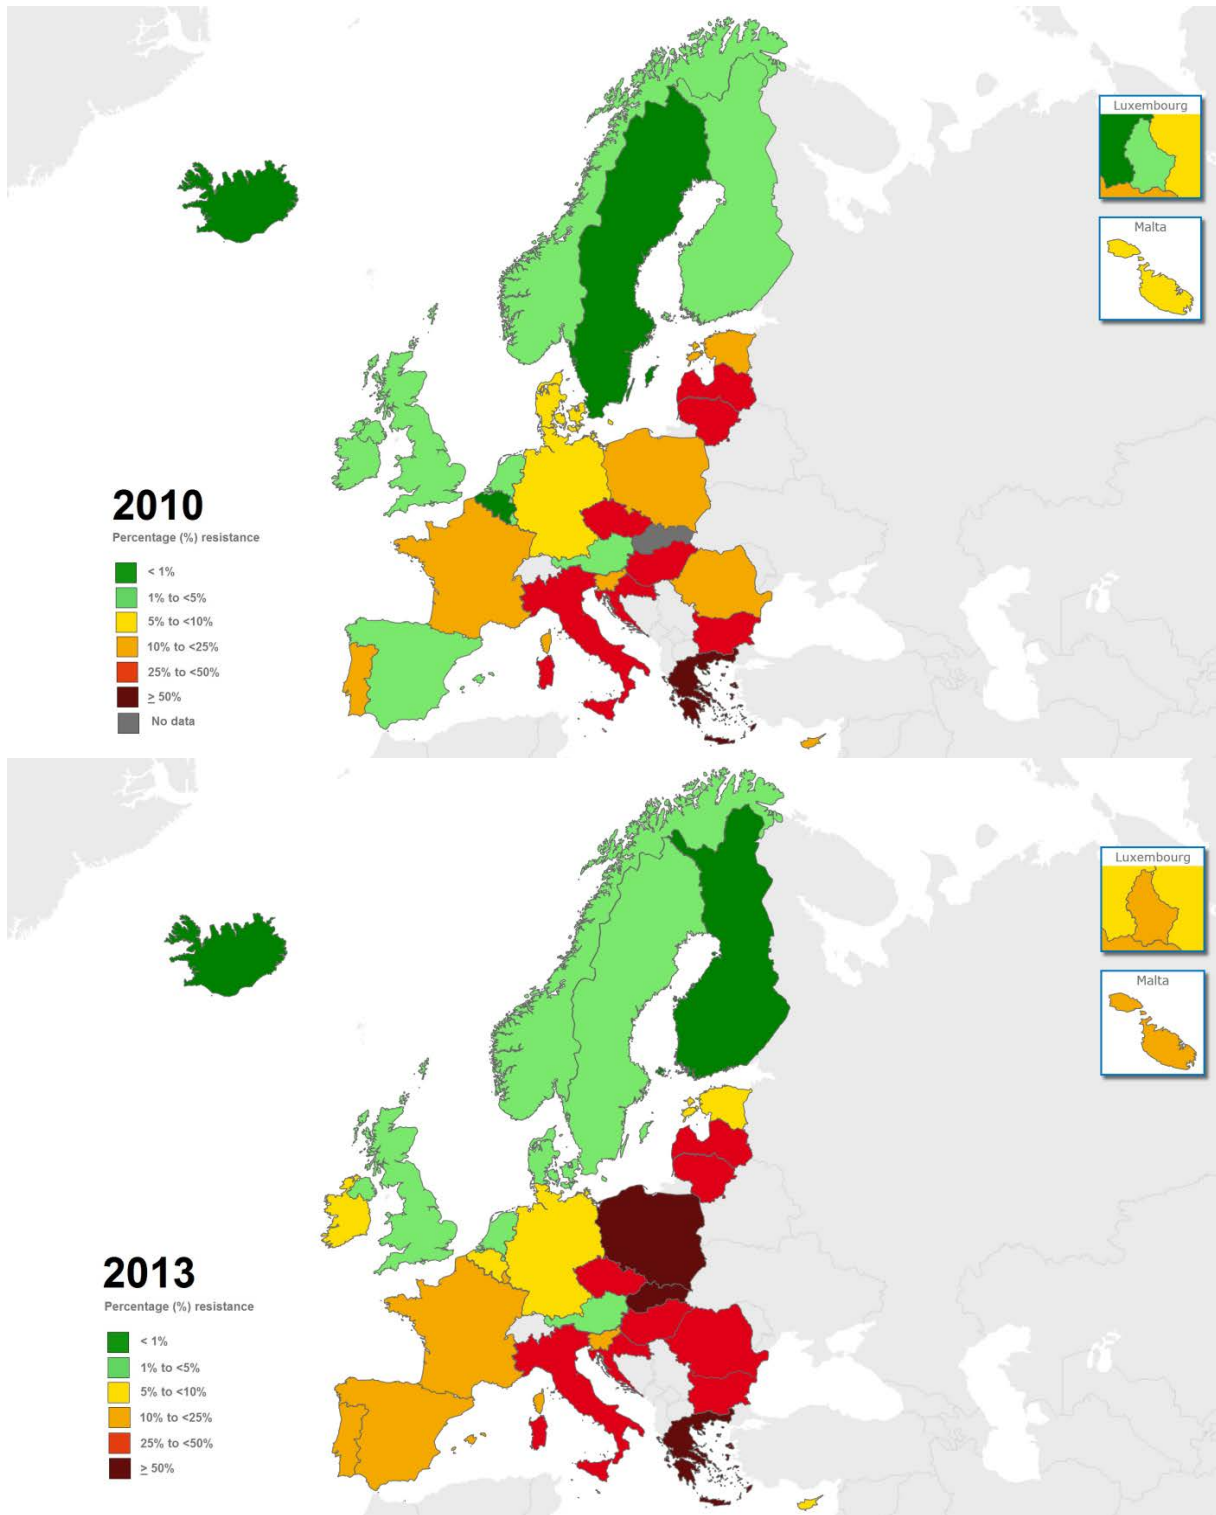 Luxembourg
Malta
2010
Percentage (%) resistance
< 1%
1% to <5%
5% to <10%
10% to <25%
25% to <50%
≥ 50%
No data
Luxembourg
Malta
2013
Percentage (%) resistance
< 1%
1% to <5%
5% to <10%
10% to <25%
25% to <50%
≥ 50%